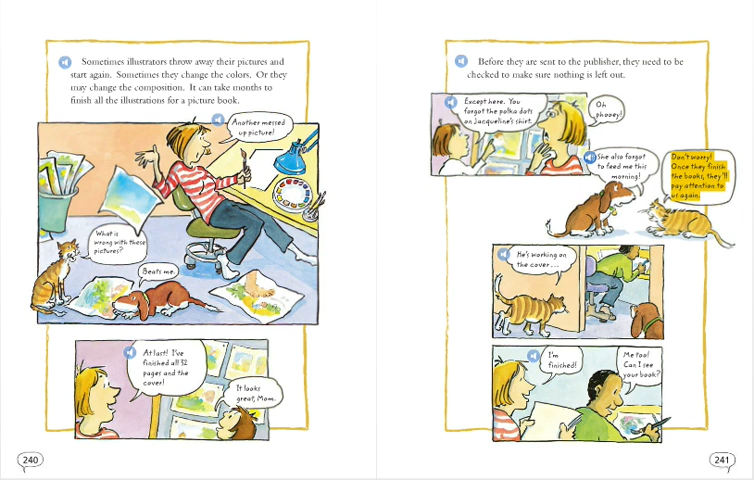 Sometimes illustrators throw away their pictures and
start again. Sometimes they change the colors. Or they
may change the composition. It can take months to
finish all the illustrations for a picture book.
Another messed
up picture!
What is
wrong with these
pictures?
Beats me.
At last! I've
finished all 32
pages and the
cover!
It looks
great, Mom.
240
Before they are sent to the publisher, they need to be
checked to make sure nothing is left out.
Except here. You
forgot the polka dots
on Jacqueline's shirt.
Oh
phooey!
She also forgot
to feed me this
morning!
Don't worry!
Once they finish
the books, they'll
pay attention to
us again.
He's working on
the cover...
I'm
finished!
Me too!
Can I see
your book?
241